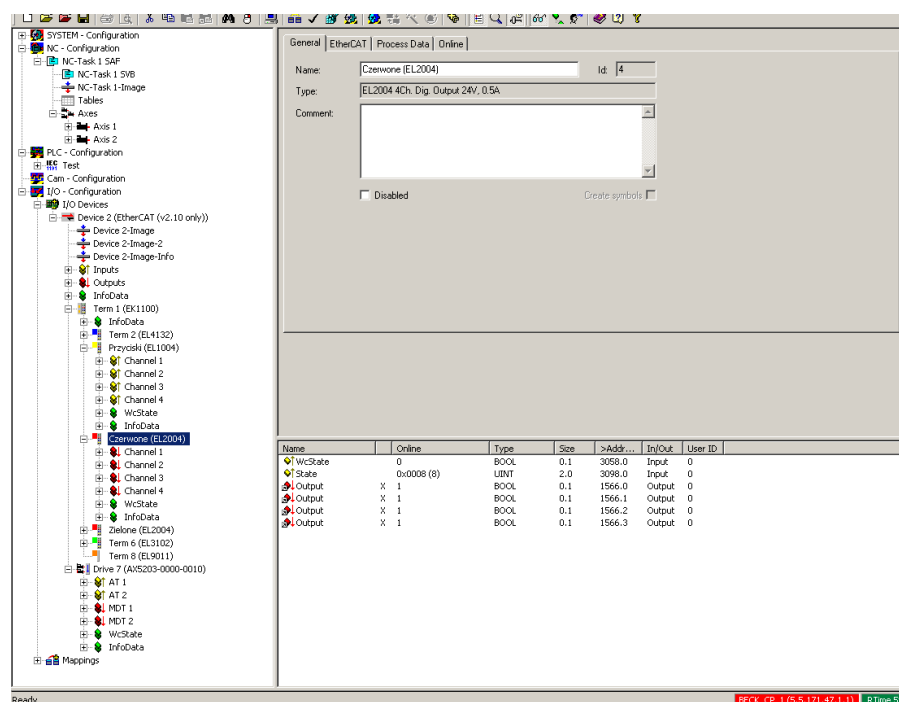 SYSTEM - Configuration
NC - Configuration
NC-Task 1 SAF
NC-Task 1 SVB
NC-Task 1-Image
Tables
Axes
Axis 1
Axis 2
PLC - Configuration
IEC
Test
Cam - Configuration
I/O - Configuration
I/O Devices
Device 2 (EtherCAT (v2.10 only))
Device 2-Image
Device 2-Image-2
Device 2-Image-Info
Inputs
Outputs
InfoData
Term 1 (EK1100)
InfoData
Term 2 (EL4132)
Przyciski (EL1004)
Channel 1
Channel 2
Channel 3
Channel 4
WcState
InfoData
Czerwone (EL2004)
Channel 1
Channel 2
Channel 3
Channel 4
WcState
InfoData
Zielone (EL2004)
Term 6 (EL3102)
Term 8 (EL9011)
Drive 7 (AX5203-0000-0010)
AT 1
AT 2
MDT 1
MDT 2
WcState
InfoData
Mappings
General EtherCAT Process Data Online
Name: Czerwone (EL2004) Id: 4
Type: EL2004 4Ch. Dig. Output 24V, 0.5A
Comment:
Disabled Create symbols
Name Online Type Size >Addr... In/Out User ID
WcState 0 BOOL 0.1 3058.0 Input 0
State 0x0008 (8) UINT 2.0 3098.0 Input 0
Output X 1 BOOL 0.1 1566.0 Output 0
Output X 1 BOOL 0.1 1566.1 Output 0
Output X 1 BOOL 0.1 1566.2 Output 0
Output X 1 BOOL 0.1 1566.3 Output 0
Ready BECK_CP_1 (5.5.171.47.1.1) RTime 5